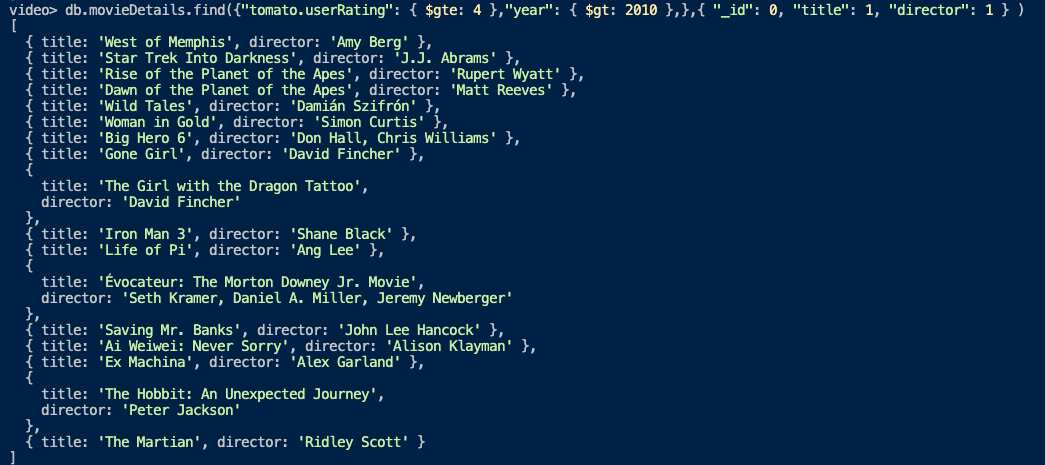 video> db.movieDetails.find({"tomato.userRating": { $gte: 4 },"year": { $gt: 2010 },},{ "_id": 0, "title": 1, "director": 1 } )
[
  { title: 'West of Memphis', director: 'Amy Berg' },
  { title: 'Star Trek Into Darkness', director: 'J.J. Abrams' },
  { title: 'Rise of the Planet of the Apes', director: 'Rupert Wyatt' },
  { title: 'Dawn of the Planet of the Apes', director: 'Matt Reeves' },
  { title: 'Wild Tales', director: 'Damián Szifrón' },
  { title: 'Woman in Gold', director: 'Simon Curtis' },
  { title: 'Big Hero 6', director: 'Don Hall, Chris Williams' },
  { title: 'Gone Girl', director: 'David Fincher' },
  {
    title: 'The Girl with the Dragon Tattoo',
    director: 'David Fincher'
  },
  { title: 'Iron Man 3', director: 'Shane Black' },
  { title: 'Life of Pi', director: 'Ang Lee' },
  {
    title: 'Évocateur: The Morton Downey Jr. Movie',
    director: 'Seth Kramer, Daniel A. Miller, Jeremy Newberger'
  },
  { title: 'Saving Mr. Banks', director: 'John Lee Hancock' },
  { title: 'Ai Weiwei: Never Sorry', director: 'Alison Klayman' },
  { title: 'Ex Machina', director: 'Alex Garland' },
  {
    title: 'The Hobbit: An Unexpected Journey',
    director: 'Peter Jackson'
  },
  { title: 'The Martian', director: 'Ridley Scott' }
]